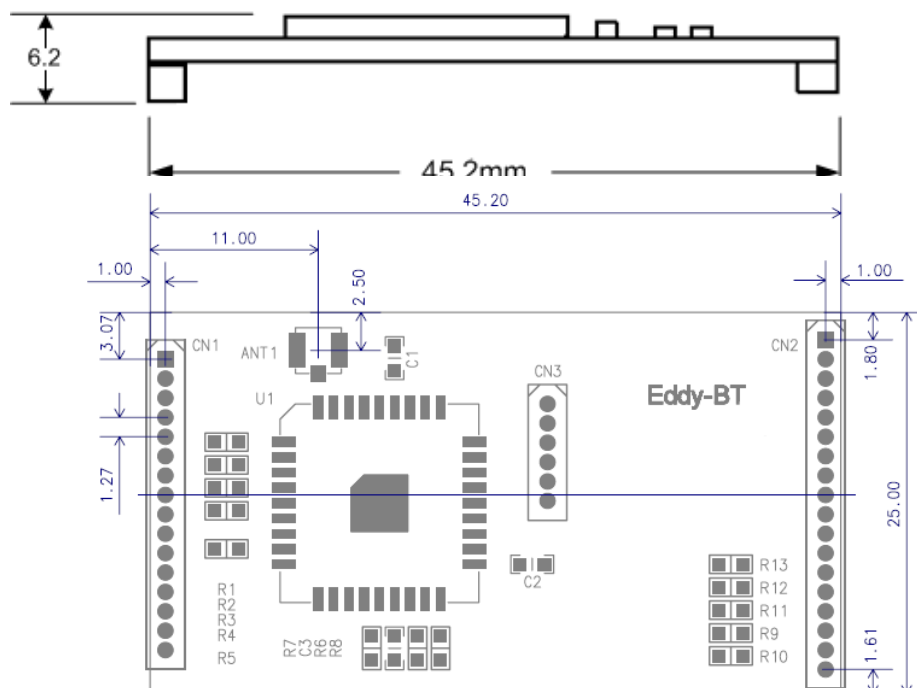 6.2
45.2mm
45.20
11.00
1.00
2.50
1.00
3.07
CN1
ANT1
C1
CN2
1.80
CN3
U1
Eddy-BT
1.27
25.00
C2
R13
R12
R11
R9
R10
R1
R2
R3
R4
R5
R7
C3
R6
R8
1.61